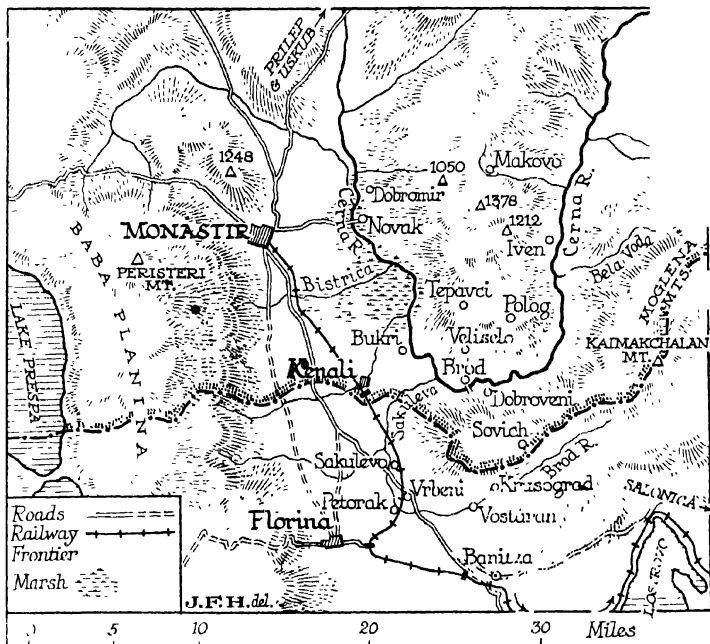 PRILEP
& USKUB
1248
1050
Makovo
Dobromir
1378
1212
Cerna R.
Novak
MONASTIR
Iven
Cerna R.
BABA-PLANINA
PERISTERI
MT.
Bistrica
Bela Voda
MOGLENA
MTS.
Tepavci
Polog
LAKE PRESPA
Bukri
Veliselo
KAIMAKCHALAN
MT.
Kenali
Brod
Sakuleva
Dobroveni
Sovich
Brod R.
Sakulevo
Krusograd
SALONICA
Vrbeni
Petorak
Florina
Banitza
Roads
Railway
Frontier
Marsh
J.F.H. del.
5
10
20
30
Miles